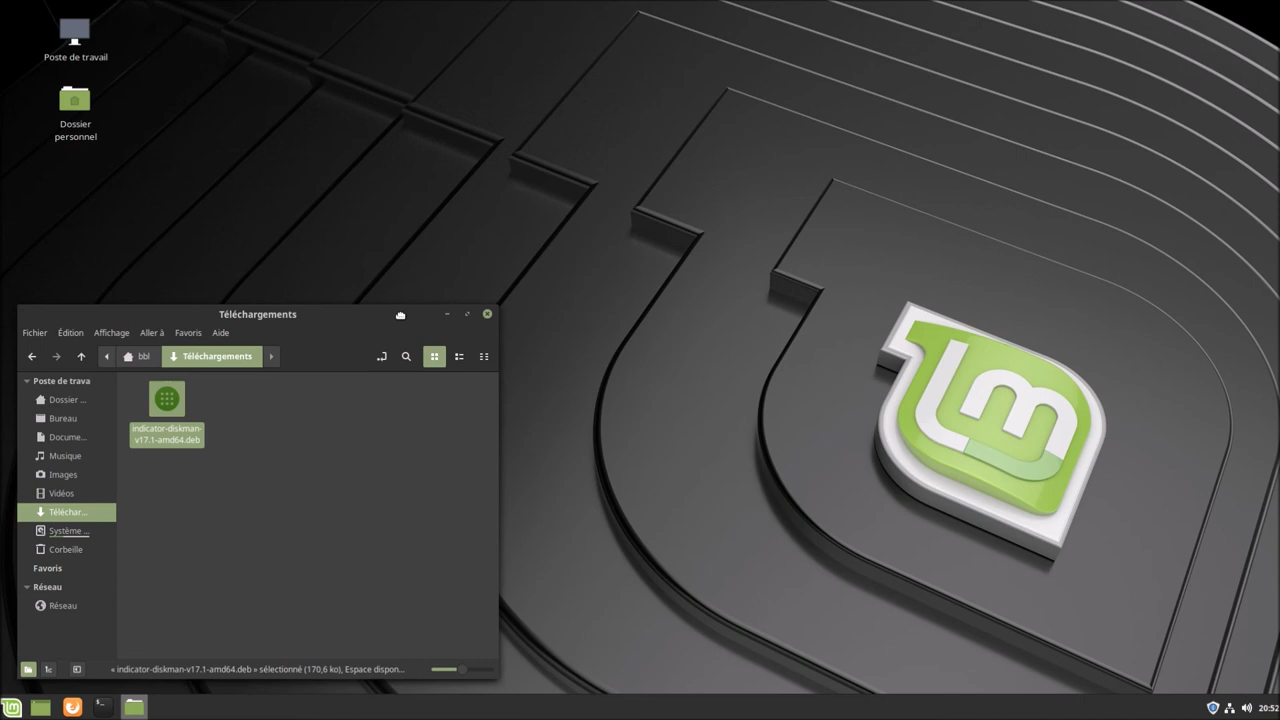 Poste de travail
Dossier
personnel
Téléchargements
Fichier Édition Affichage Aller à Favoris Aide
bbl Téléchargements
Poste de trava
Dossier ...
Bureau
Docume...
Musique
Images
Vidéos
Téléchar...
Système ...
Corbeille
Favoris
Réseau
Réseau
indicator-diskman-
v17.1-amd64.deb
« indicator-diskman-v17.1-amd64.deb » sélectionné (170,6 ko), Espace dispon...
lm
20:52